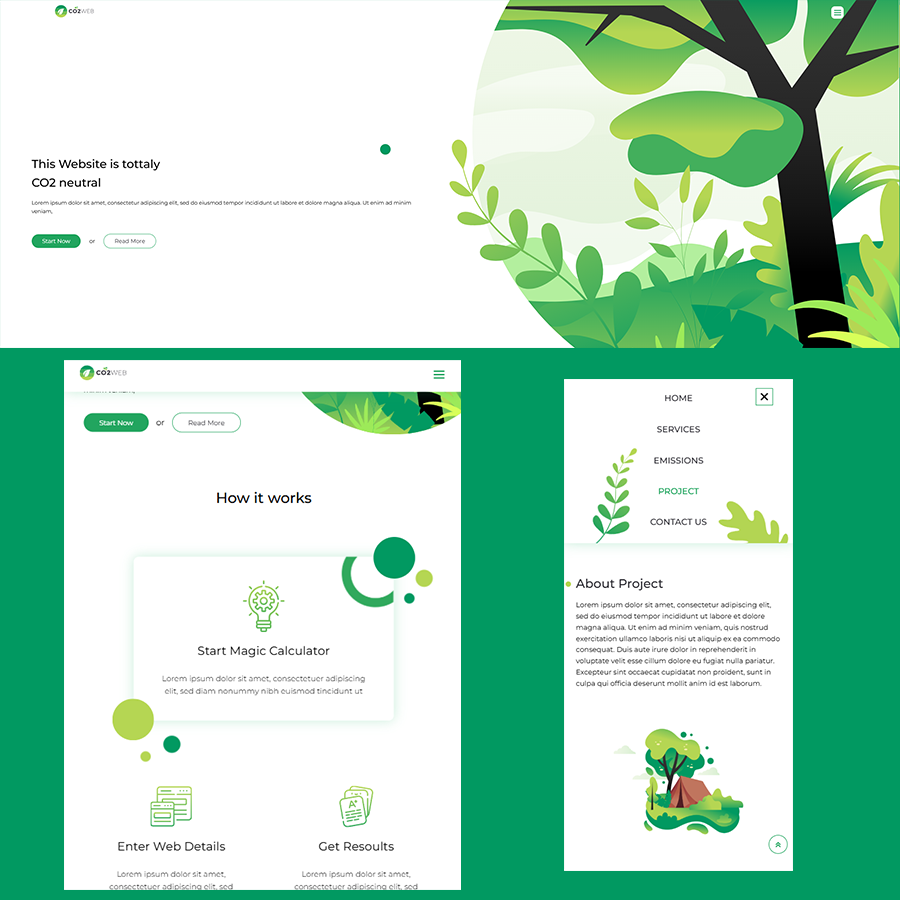 CO2WEB
This Website is tottaly
CO2 neutral
Lorem ipsum dolor sit amet, consectetur adipiscing elit, sed do eiusmod tempor incididunt ut labore et dolore magna aliqua. Ut enim ad minim
veniam,
Start Now or Read More
CO2WEB
Start Now or Read More
How it works
Start Magic Calculator
Lorem ipsum dolor sit amet, consectetuer adipiscing
elit, sed diam nonummy nibh euismod tincidunt ut
Enter Web Details
Lorem ipsum dolor sit amet,
consectetuer adipiscing elit, sed
A+
Get Resoults
Lorem ipsum dolor sit amet,
consectetuer adipiscing elit, sed
HOME
SERVICES
EMISSIONS
PROJECT
CONTACT US
About Project
Lorem ipsum dolor sit amet, consectetur adipiscing elit,
sed do eiusmod tempor incididunt ut labore et dolore
magna aliqua. Ut enim ad minim veniam, quis nostrud
exercitation ullamco laboris nisi ut aliquip ex ea commodo
consequat. Duis aute irure dolor in reprehenderit in
voluptate velit esse cillum dolore eu fugiat nulla pariatur.
Excepteur sint occaecat cupidatat non proident, sunt in
culpa qui officia deserunt mollit anim id est laborum.